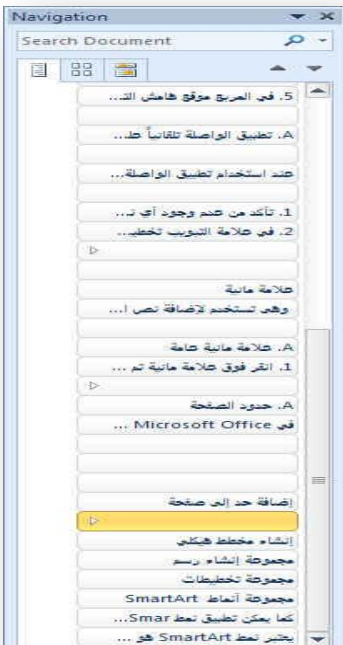 Navigation
Search Document
5. في المربع موقع هامش الت...
A. تطبيق الواصلة تلقائياً عل...
عند استخدام تطبيق الواصلة...
1. تأكد من عدم وجود أي ن...
2. في علامة التبويب تخطي...
علامة مائية
وهى تستخدم لإضافة نص ا...
A. علامة مائية عامة
1. انقر فوق علامة مائية تم ...
A. حدود الصفحة
في Microsoft Office ...
إضافة حد إلى صفحة
إنشاء مخطط هيكلي
مجموعة إنشاء رسم
مجموعة تخطيطات
مجموعة أنماط SmartArt
كما يمكن تطبيق نمط Smar...
يعتبر نمط SmartArt هو ...